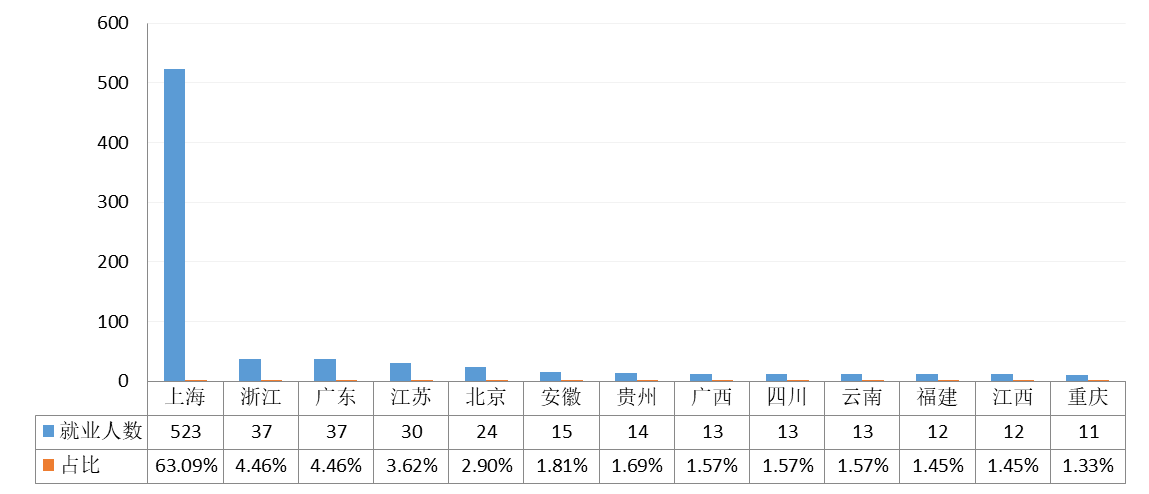 600
500
400
300
200
100
0
上海 浙江 广东 江苏 北京 安徽 贵州 广西 四川 云南 福建 江西 重庆
就业人数 523 37 37 30 24 15 14 13 13 13 12 12 11
占比 63.09% 4.46% 4.46% 3.62% 2.90% 1.81% 1.69% 1.57% 1.57% 1.57% 1.45% 1.45% 1.33%